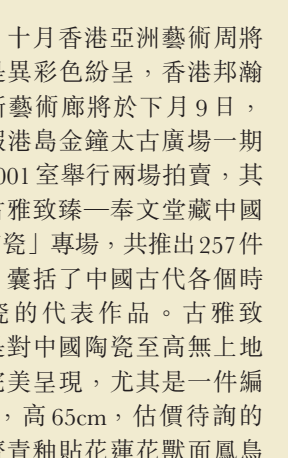 十月香港亞洲藝術周將
異彩色紛呈，香港邦瀚
藝術廊將於下月9日，
港島金鐘太古廣場一期
001室舉行兩場拍賣，其
雅致臻—奉文堂藏中國
瓷」專場，共推出257件
囊括了中國古代各個時
的代表作品。古雅致
對中國陶瓷至高無上地
美呈現，尤其是一件編
，高65cm，估價待詢的
青釉貼花蓮花獸面鳳鳥